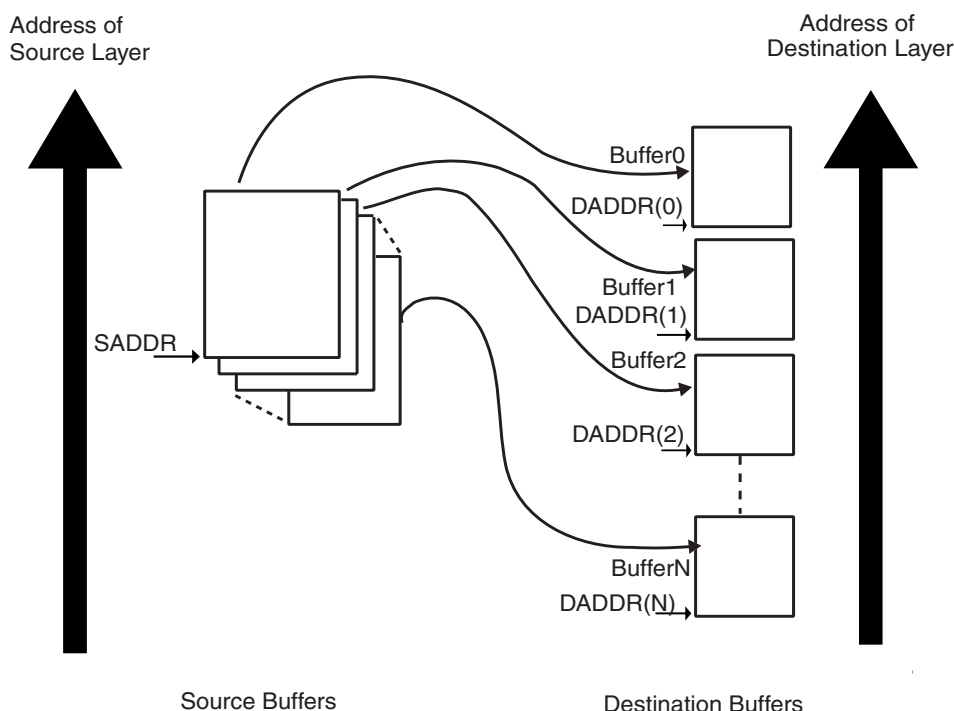 Address of
Source Layer
Address of
Destination Layer
Buffer0
DADDR(0)
Buffer1
DADDR(1)
SADDR
Buffer2
DADDR(2)
BufferN
DADDR(N)
Source Buffers
Destination Buffers